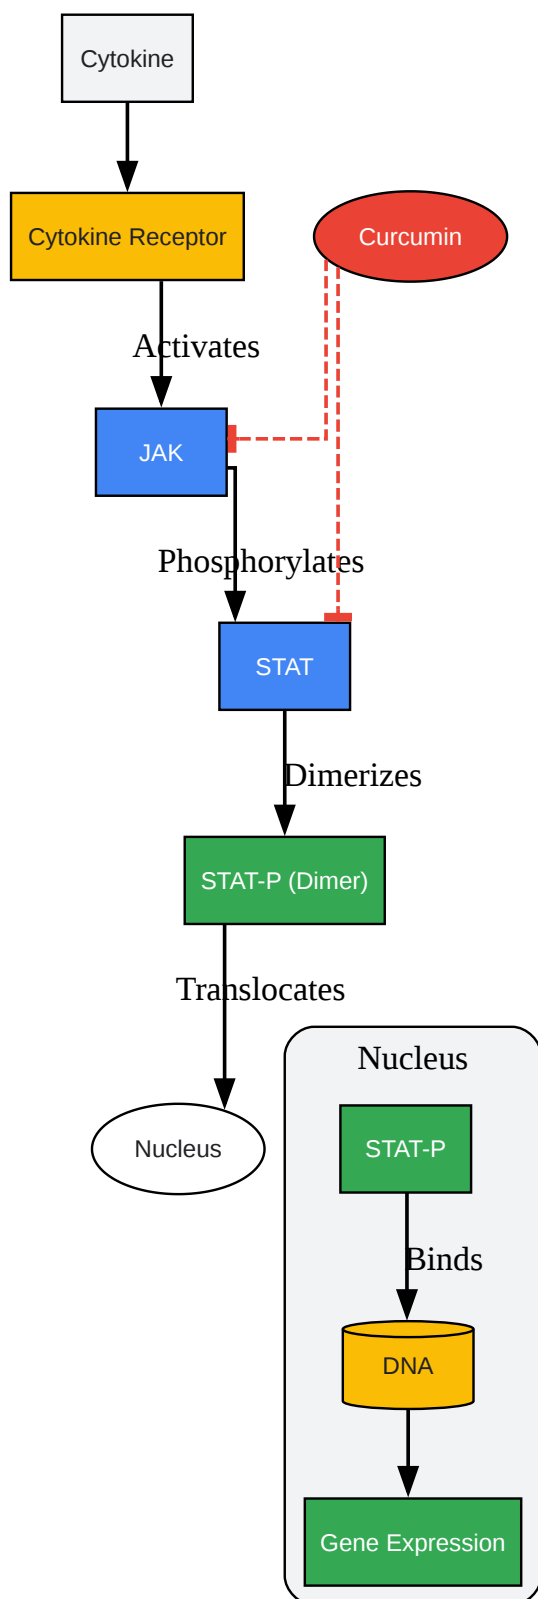 Cytokine
Cytokine Receptor
Curcumin
Activates
JAK
Phosphorylates
STAT
Dimerizes
STAT-P (Dimer)
Translocates
Nucleus
Nucleus
STAT-P
Binds
DNA
Gene Expression